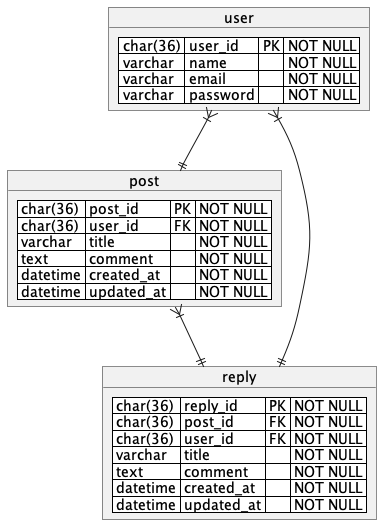 user
char(36) user_id PK NOT NULL
varchar name NOT NULL
varchar email NOT NULL
varchar password NOT NULL
post
char(36) post_id PK NOT NULL
char(36) user_id FK NOT NULL
varchar title NOT NULL
text comment NOT NULL
datetime created_at NOT NULL
datetime updated_at NOT NULL
reply
char(36) reply_id PK NOT NULL
char(36) post_id FK NOT NULL
char(36) user_id FK NOT NULL
varchar title NOT NULL
text comment NOT NULL
datetime created_at NOT NULL
datetime updated_at NOT NULL